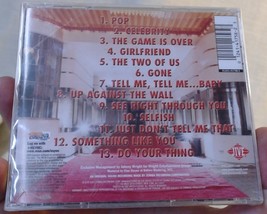 1. POP
2. CELEBRITY
3. THE GAME IS OVER
4. GIRLFRIEND
5. THE TWO OF US
6. GONE
7. TELL ME, TELL ME...BABY
8. UP AGAINST THE WALL
9. SEE RIGHT THROUGH YOU
10. SELFISH
11. JUST DON'T TELL ME THAT
12. SOMETHING LIKE YOU
13. DO YOUR THING
JIVE